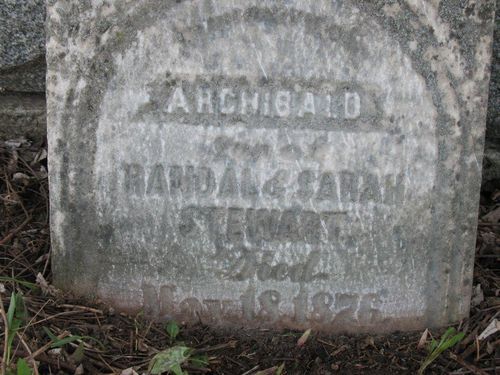 ARCHIBALD
son of
RANDAL & SARAH
STEWART.
Died
Nov. 18. 1876